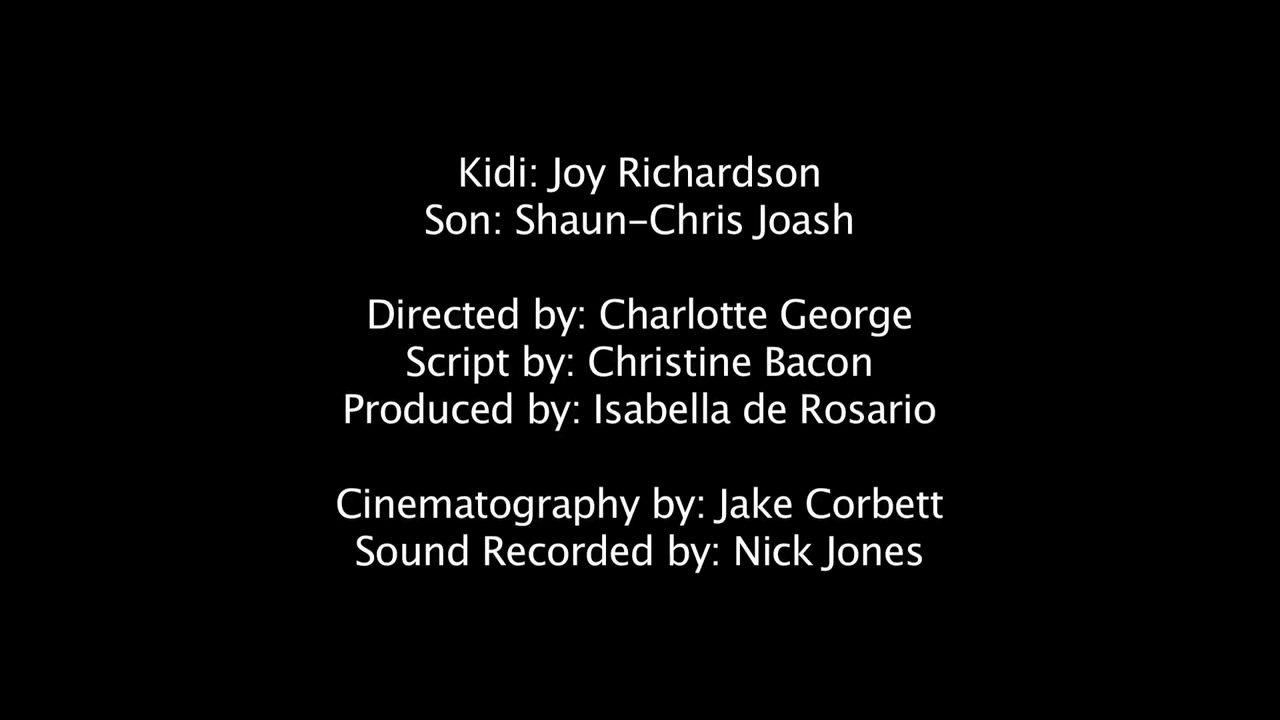 Kidi: Joy Richardson
Son: Shaun-Chris Joash
Directed by: Charlotte George
Script by: Christine Bacon
Produced by: Isabella de Rosario
Cinematography by: Jake Corbett
Sound Recorded by: Nick Jones